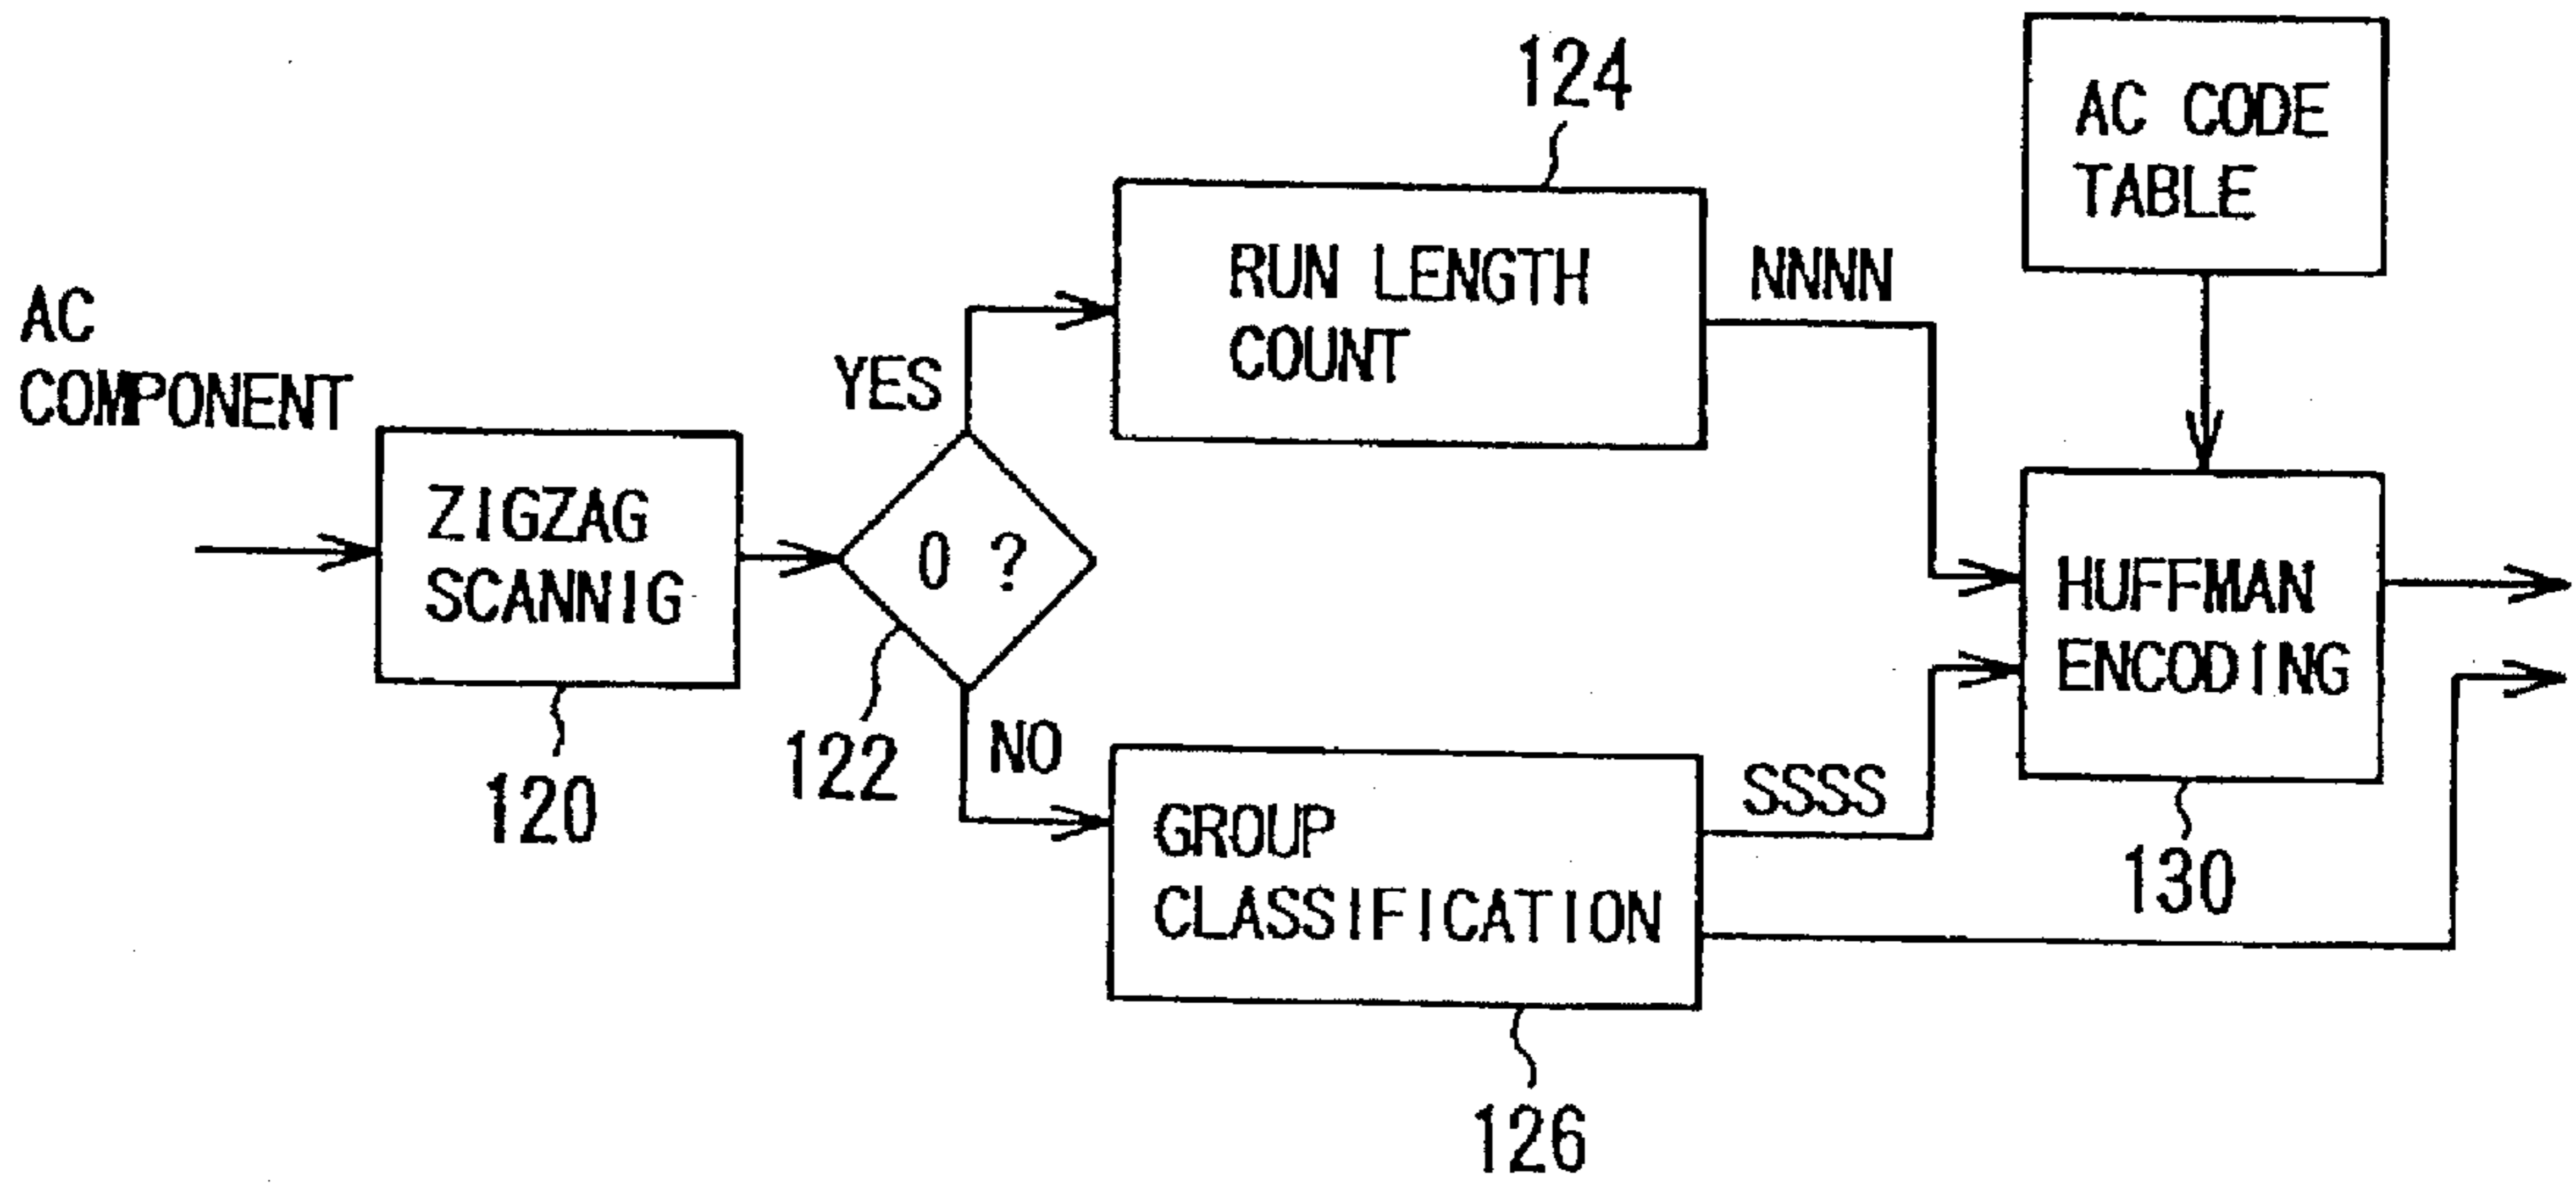 AC
COMPONENT
ZIGZAG
SCANNIG
120
0 ?
122
YES
NO
RUN LENGTH
COUNT
124
NNNN
GROUP
CLASSIFICATION
126
SSSS
AC CODE
TABLE
HUFFMAN
ENCODING
130